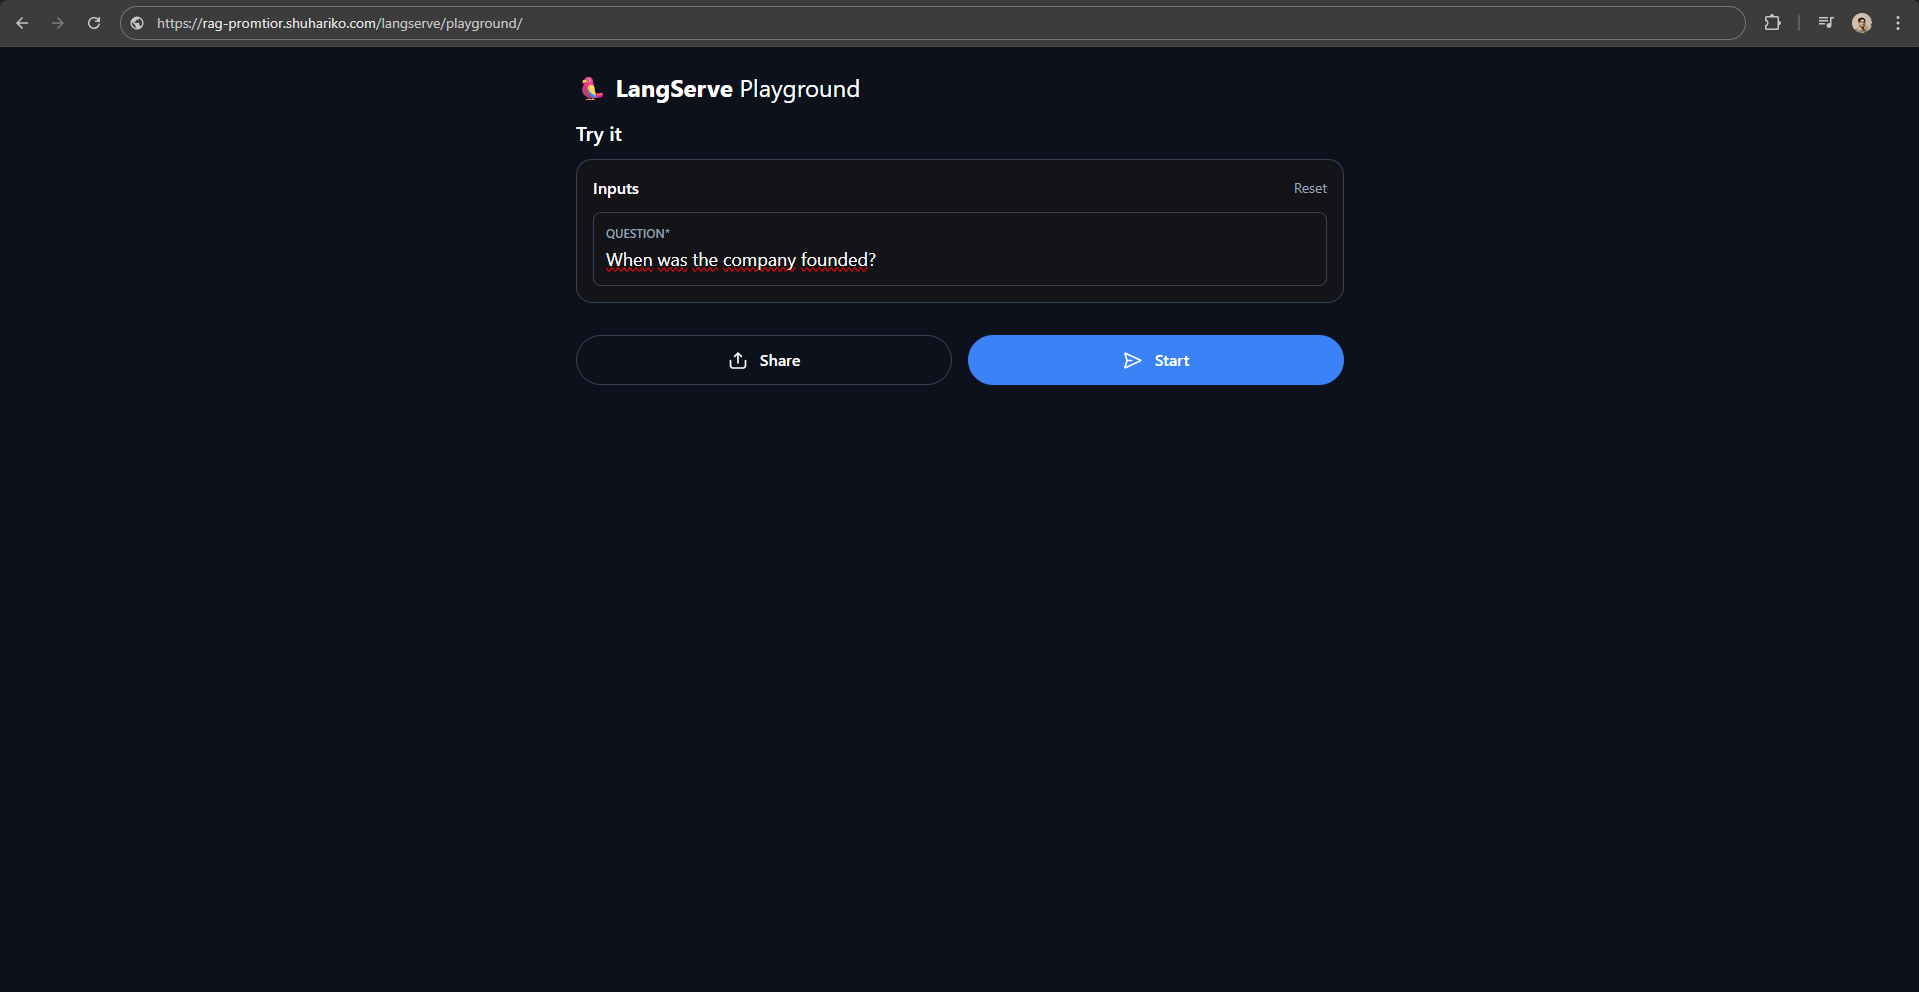 https://rag-promtior.shuhariko.com/langserve/playground/
LangServe Playground
Try it
Inputs
Reset
QUESTION*
When was the company founded?
Share
Start